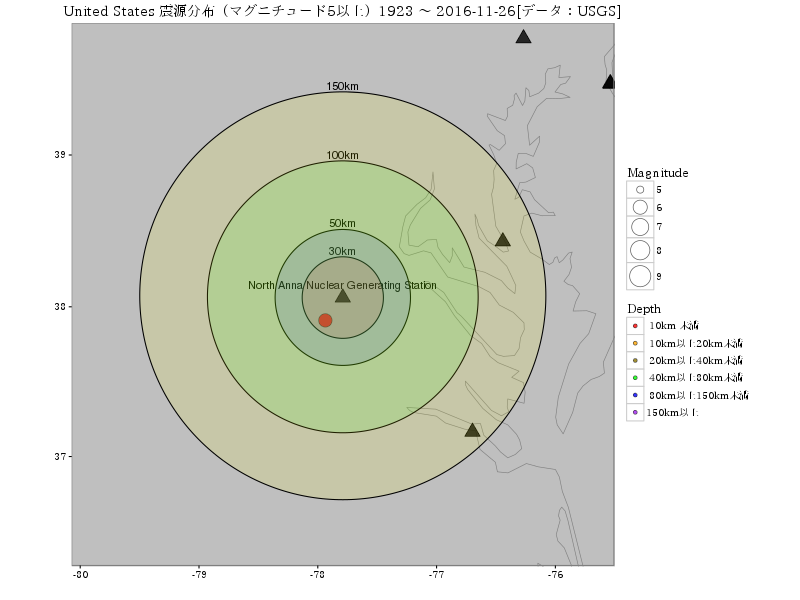 United States 震源分布（マグニチュード5以上）1923 ～ 2016-11-26[データ：USGS]
150km
100km
50km
30km
North Anna Nuclear Generating Station
39
38
37
-80
-79
-78
-77
-76
Magnitude
5
6
7
8
9
Depth
10km 未満
10km以上20km未満
20km以上40km未満
40km以上80km未満
80km以上150km未満
150km以上